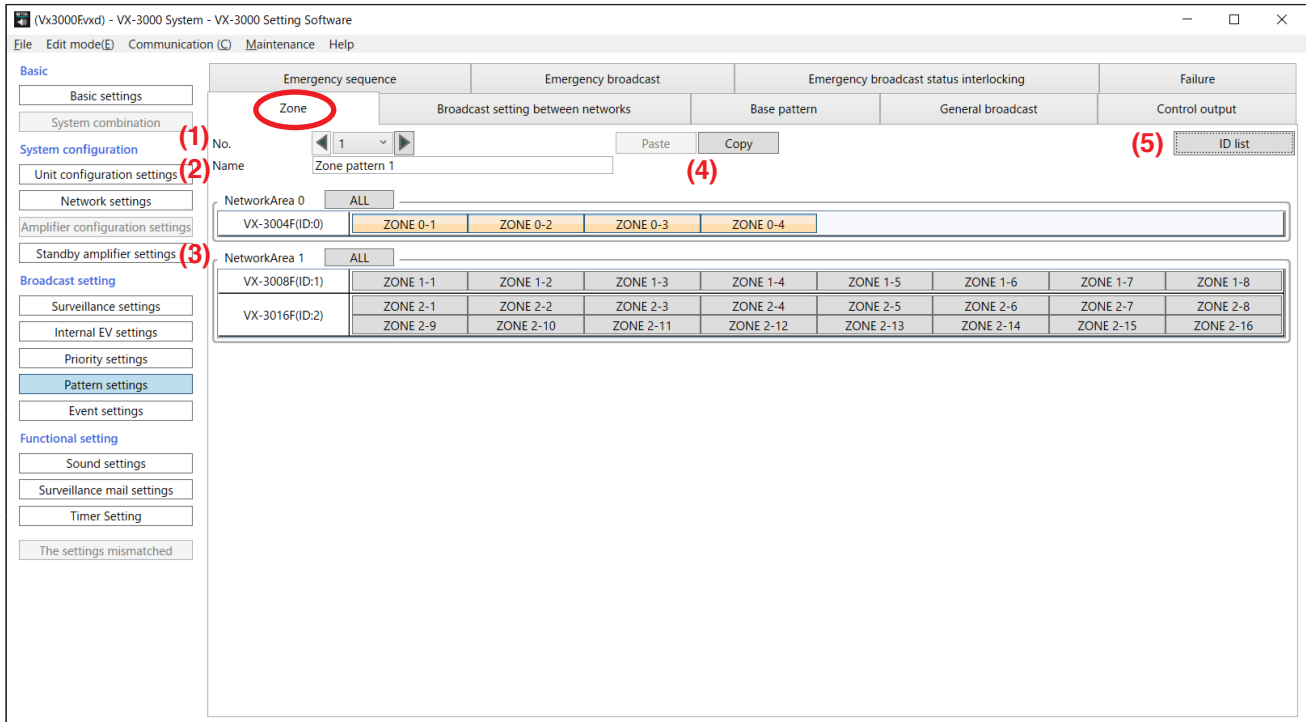 (Vx3000F.vxd) - VX-3000 System - VX-3000 Setting Software
File Edit mode(E) Communication (C) Maintenance Help
Basic
Basic settings
System combination
System configuration
Unit configuration settings
Network settings
Amplifier configuration settings
Standby amplifier settings
Broadcast setting
Surveillance settings
Internal EV settings
Priority settings
Pattern settings
Event settings
Functional setting
Sound settings
Surveillance mail settings
Timer Setting
The settings mismatched
Emergency sequence Emergency broadcast Emergency broadcast status interlocking Failure
Zone Broadcast setting between networks Base pattern General broadcast Control output
(1) No. 1 Paste Copy (5) ID list
(2) Name Zone pattern 1 (4)
NetworkArea 0 ALL
VX-3004F(ID:0) ZONE 0-1 ZONE 0-2 ZONE 0-3 ZONE 0-4
(3) NetworkArea 1 ALL
VX-3008F(ID:1) ZONE 1-1 ZONE 1-2 ZONE 1-3 ZONE 1-4 ZONE 1-5 ZONE 1-6 ZONE 1-7 ZONE 1-8
VX-3016F(ID:2) ZONE 2-1 ZONE 2-2 ZONE 2-3 ZONE 2-4 ZONE 2-5 ZONE 2-6 ZONE 2-7 ZONE 2-8
ZONE 2-9 ZONE 2-10 ZONE 2-11 ZONE 2-12 ZONE 2-13 ZONE 2-14 ZONE 2-15 ZONE 2-16